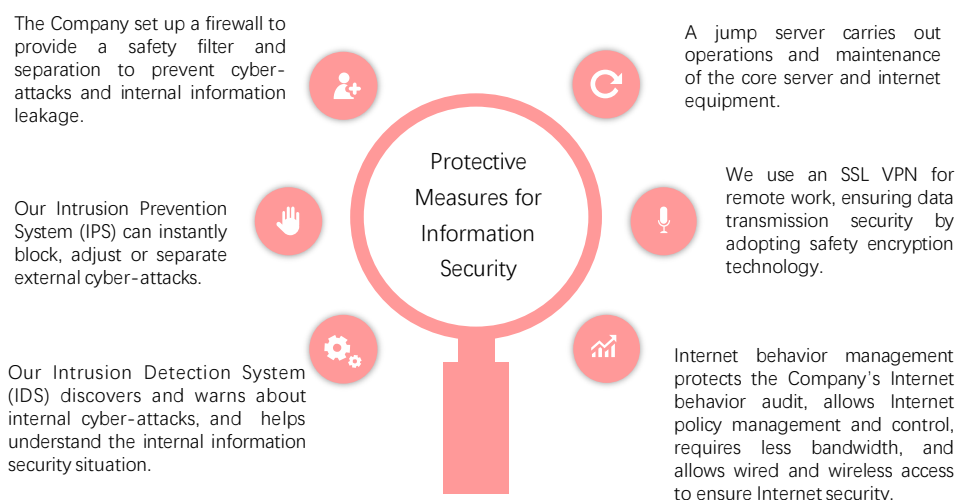 The Company set up a firewall to
provide a safety filter and
separation to prevent cyber-
attacks and internal information
leakage.
Our Intrusion Prevention
System (IPS) can instantly
block, adjust or separate
external cyber-attacks.
Our Intrusion Detection System
(IDS) discovers and warns about
internal cyber-attacks, and helps
understand the internal information
security situation.
Protective
Measures for
Information
Security
A jump server carries out
operations and maintenance
of the core server and internet
equipment.
We use an SSL VPN for
remote work, ensuring data
transmission security by
adopting safety encryption
technology.
Internet behavior management
protects the Company's Internet
behavior audit, allows Internet
policy management and control,
requires less bandwidth, and
allows wired and wireless access
to ensure Internet security.